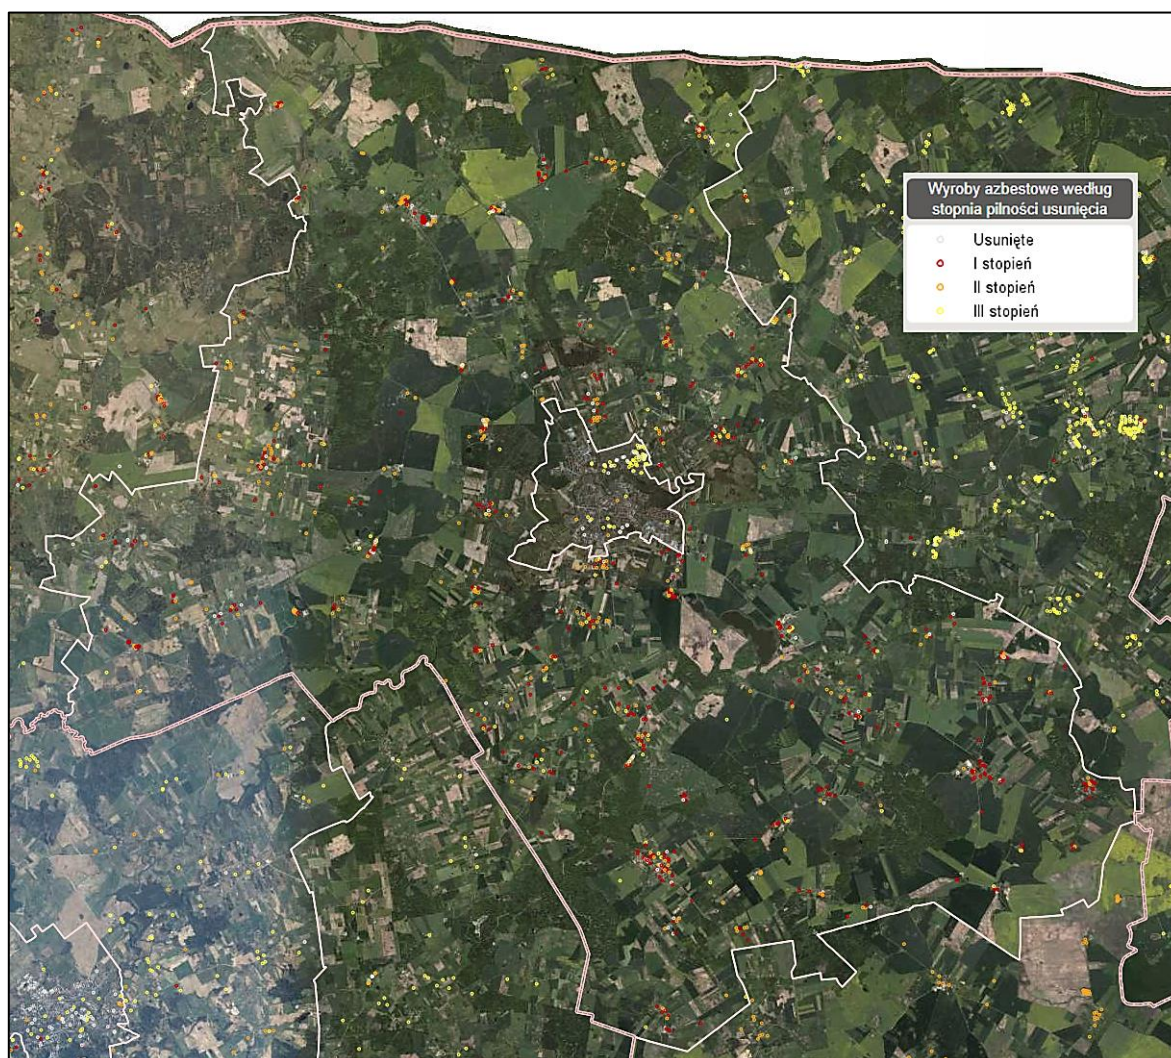 Wyroby azbestowe według
stopnia pilności usunięcia
Usunięte
I stopień
II stopień
III stopień